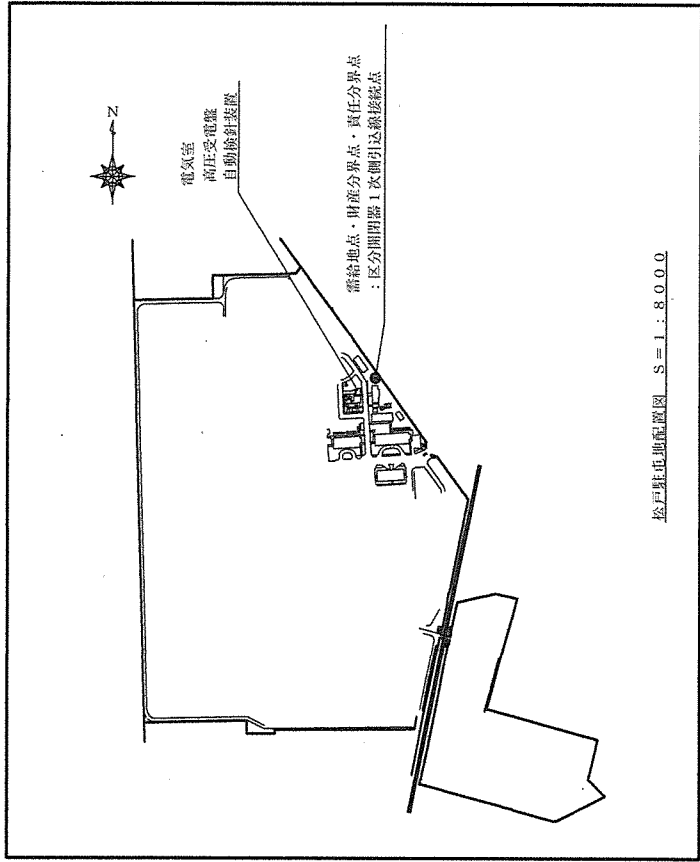 N
電気室
高圧受電盤
自動検針装置
需給地点・財産分界点・責任分界点
：区分開閉器1次側引込線接続点
松戸駐屯地配置図　S＝1：8000